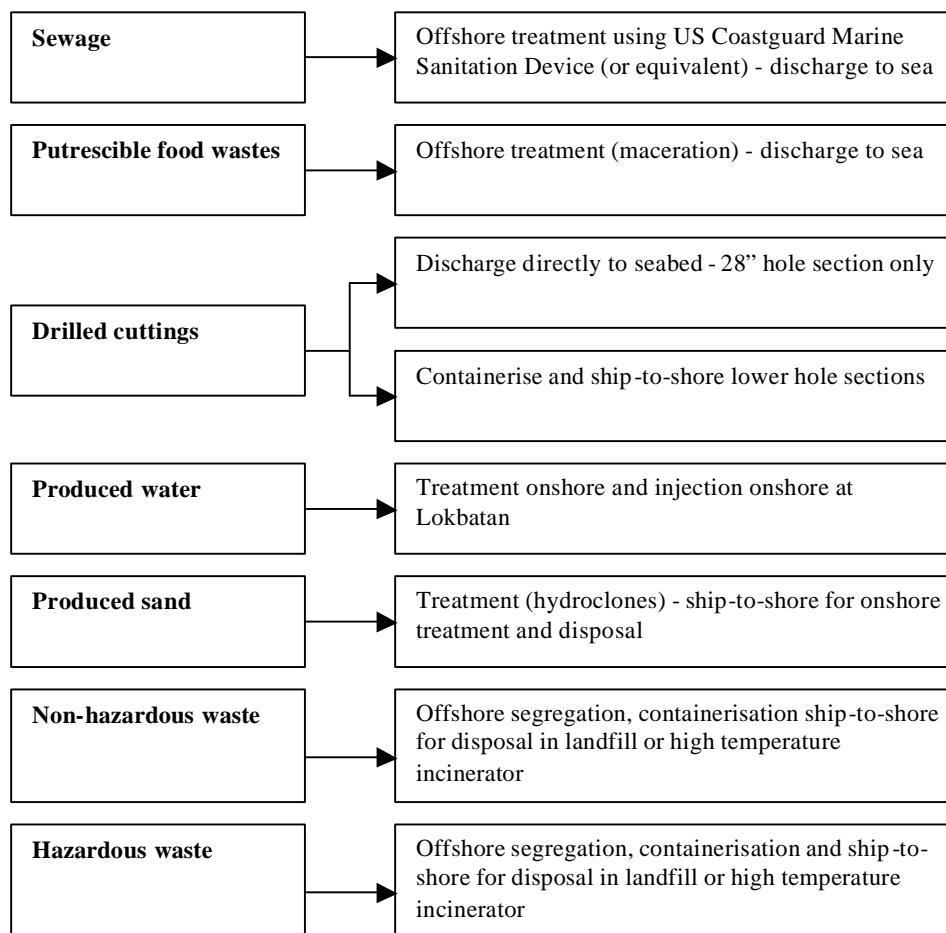 Sewage
Offshore treatment using US Coastguard Marine
Sanitation Device (or equivalent) - discharge to sea
Putrescible food wastes
Offshore treatment (maceration) - discharge to sea
Drilled cuttings
Discharge directly to seabed - 28” hole section only
Containerise and ship-to-shore lower hole sections
Produced water
Treatment onshore and injection onshore at
Lokbatan
Produced sand
Treatment (hydroclones) - ship-to-shore for onshore
treatment and disposal
Non-hazardous waste
Offshore segregation, containerisation ship-to-shore
for disposal in landfill or high temperature
incinerator
Hazardous waste
Offshore segregation, containerisation and ship-to-
shore for disposal in landfill or high temperature
incinerator